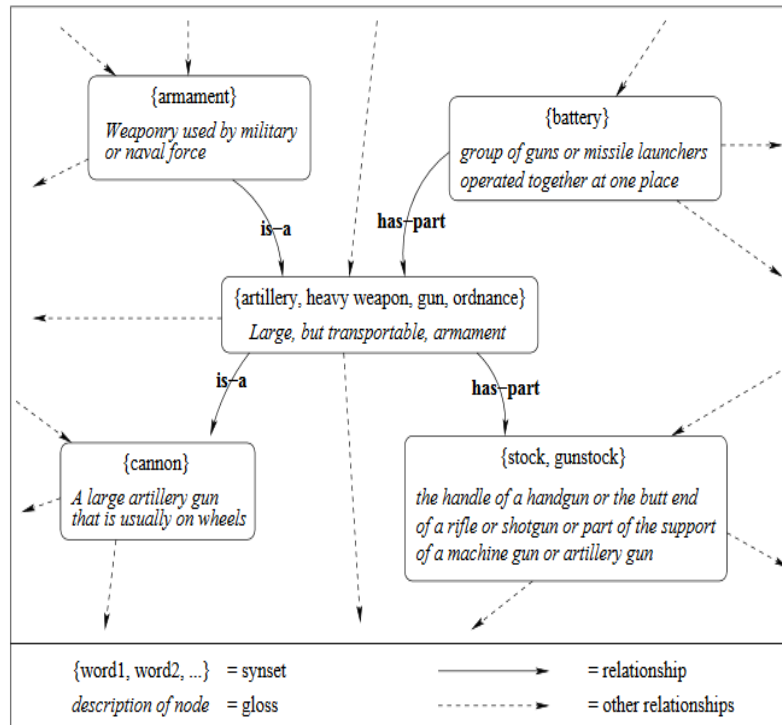 {armament}
Weaponry used by military
or naval force
{battery}
group of guns or missile launchers
operated together at one place
is–a
has–part
{artillery, heavy weapon, gun, ordnance}
Large, but transportable, armament
is–a
has–part
{cannon}
A large artillery gun
that is usually on wheels
{stock, gunstock}
the handle of a handgun or the butt end
of a rifle or shotgun or part of the support
of a machine gun or artillery gun
{word1, word2, ...} = synset
= relationship
description of node = gloss
= other relationships